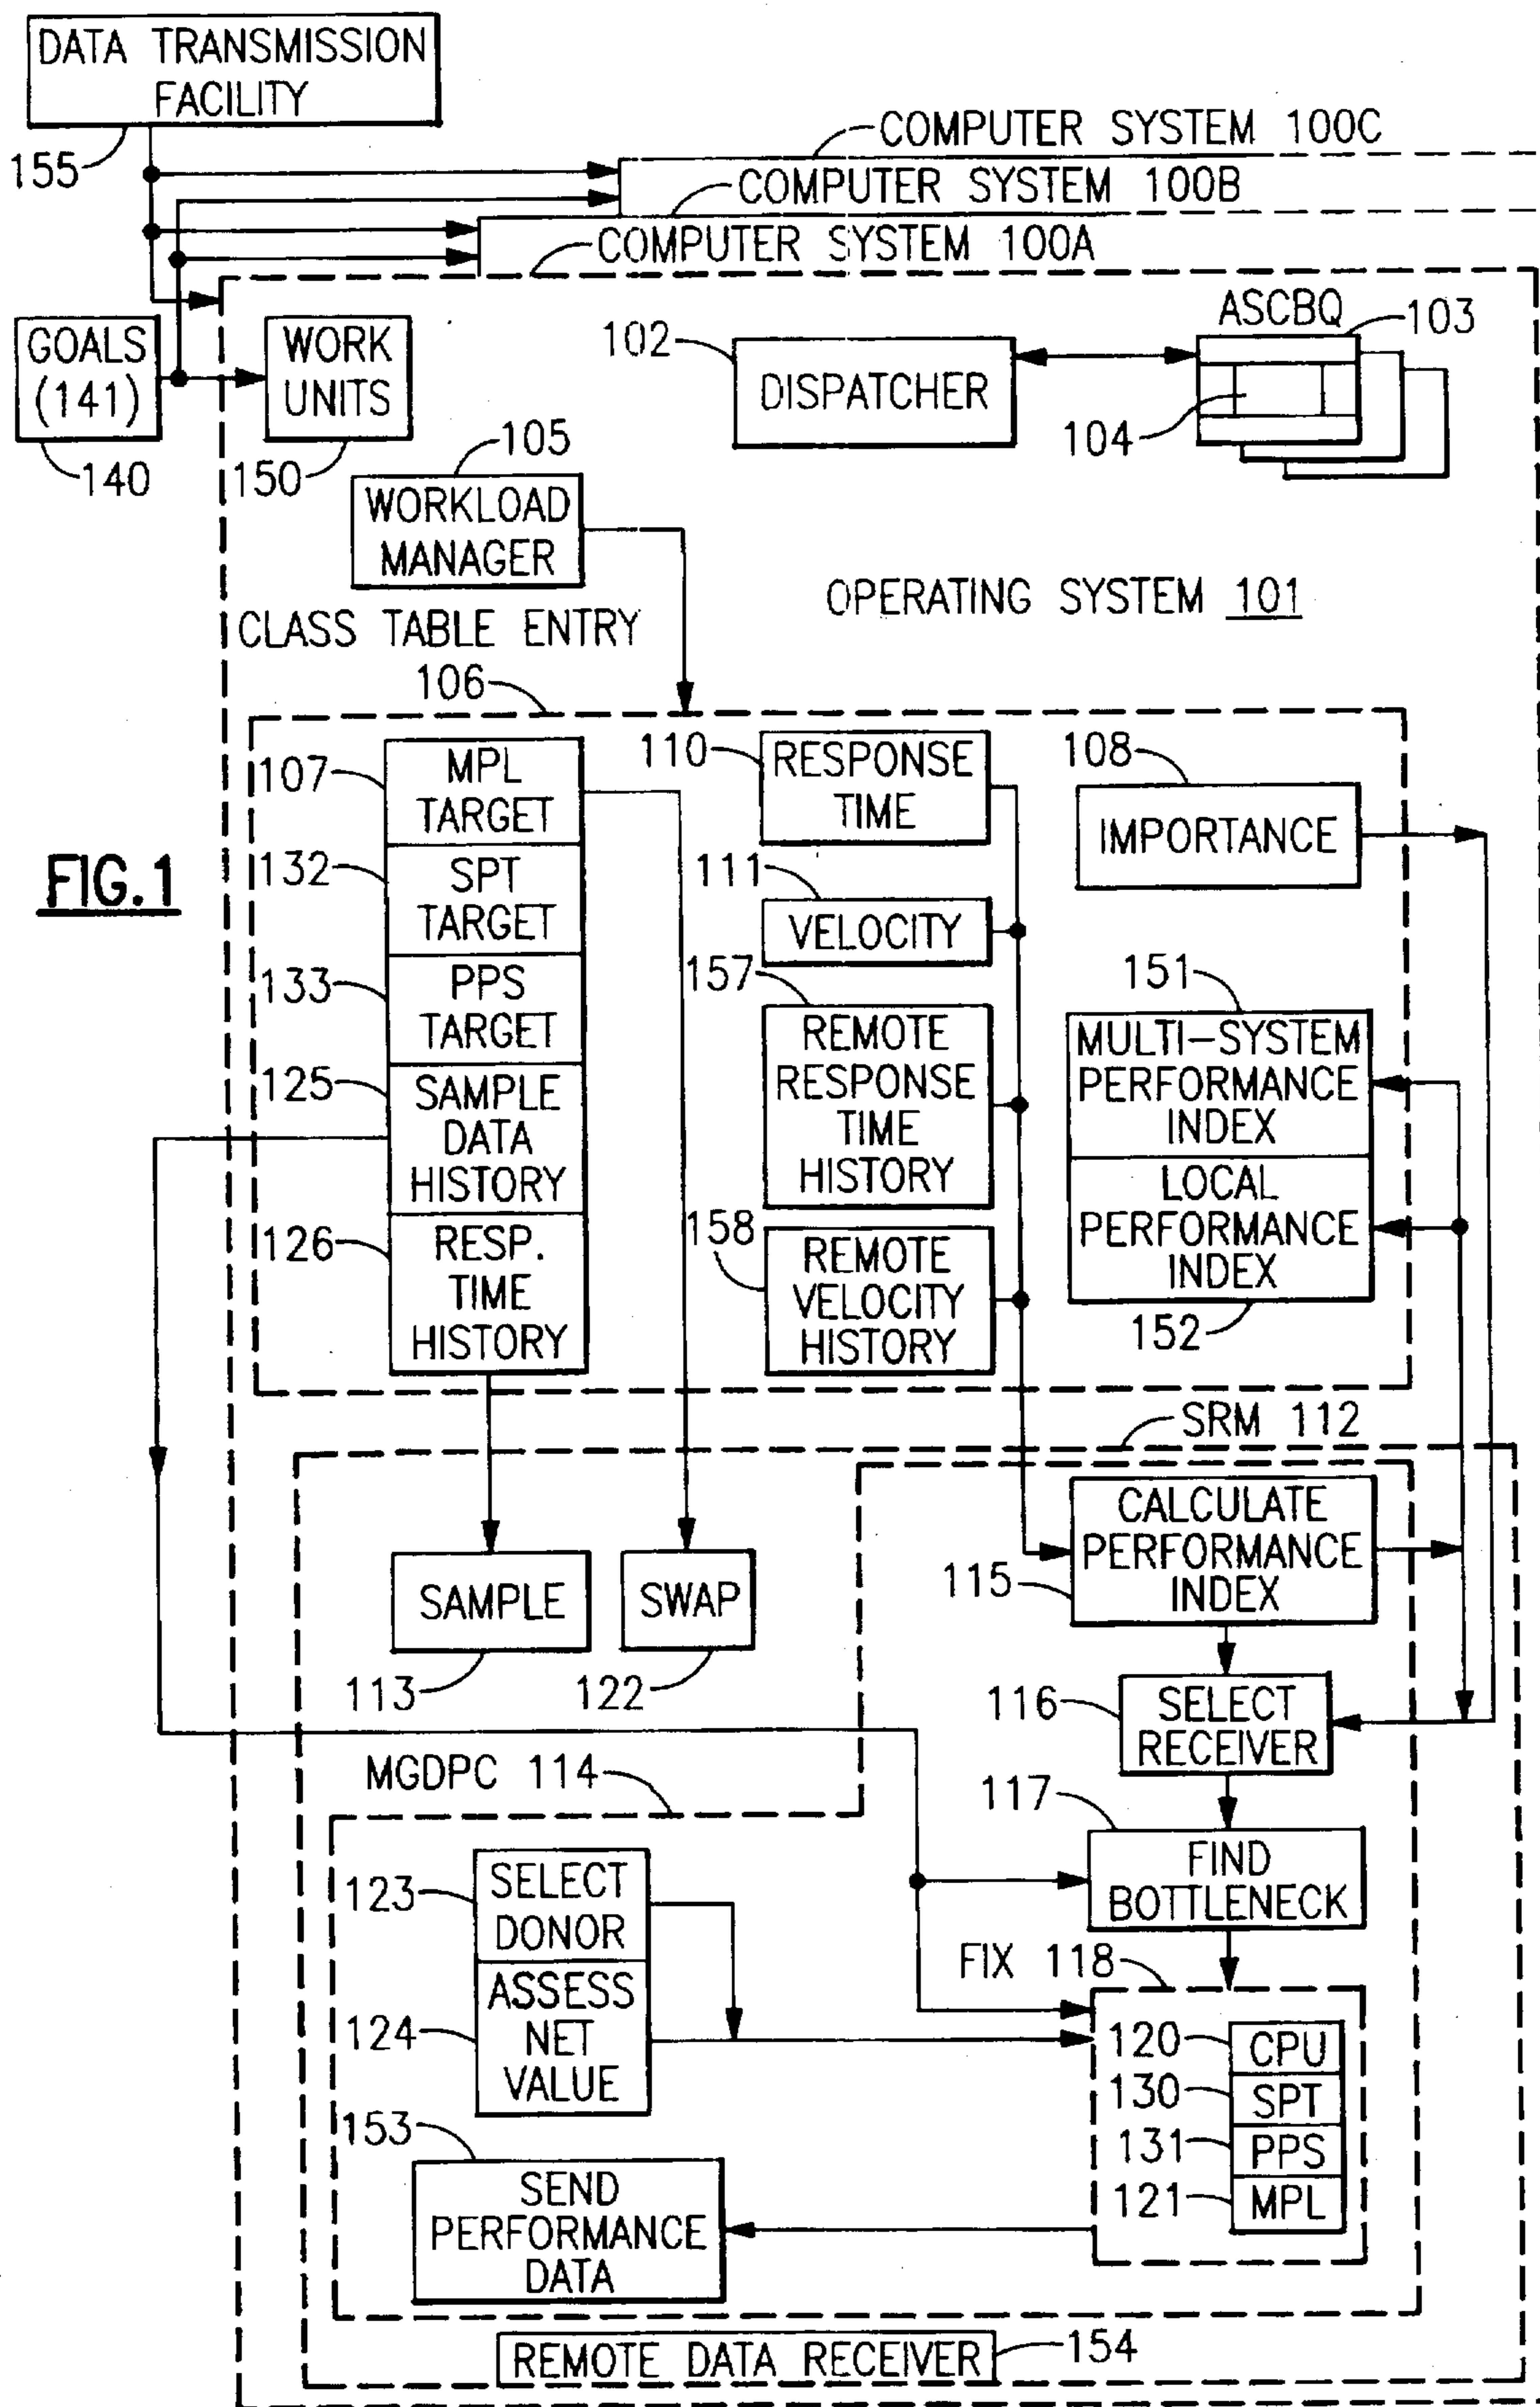 DATA TRANSMISSION
FACILITY
155
COMPUTER SYSTEM 100C
COMPUTER SYSTEM 100B
COMPUTER SYSTEM 100A
GOALS
(141)
140
WORK
UNITS
150
102
DISPATCHER
ASCBQ
103
104
105
WORKLOAD
MANAGER
OPERATING SYSTEM 101
CLASS TABLE ENTRY
106
FIG.1
107
MPL
TARGET
132
SPT
TARGET
133
PPS
TARGET
125
SAMPLE
DATA
HISTORY
126
RESP.
TIME
HISTORY
110
RESPONSE
TIME
111
VELOCITY
157
REMOTE
RESPONSE
TIME
HISTORY
158
REMOTE
VELOCITY
HISTORY
108
IMPORTANCE
151
MULTI-SYSTEM
PERFORMANCE
INDEX
LOCAL
PERFORMANCE
INDEX
152
SRM 112
SAMPLE
113
SWAP
122
CALCULATE
PERFORMANCE
INDEX
115
116
SELECT
RECEIVER
MGDPC 114
117
FIND
BOTTLENECK
123
SELECT
DONOR
124
ASSESS
NET
VALUE
FIX 118
120
CPU
130
SPT
131
PPS
121
MPL
153
SEND
PERFORMANCE
DATA
REMOTE DATA RECEIVER
154